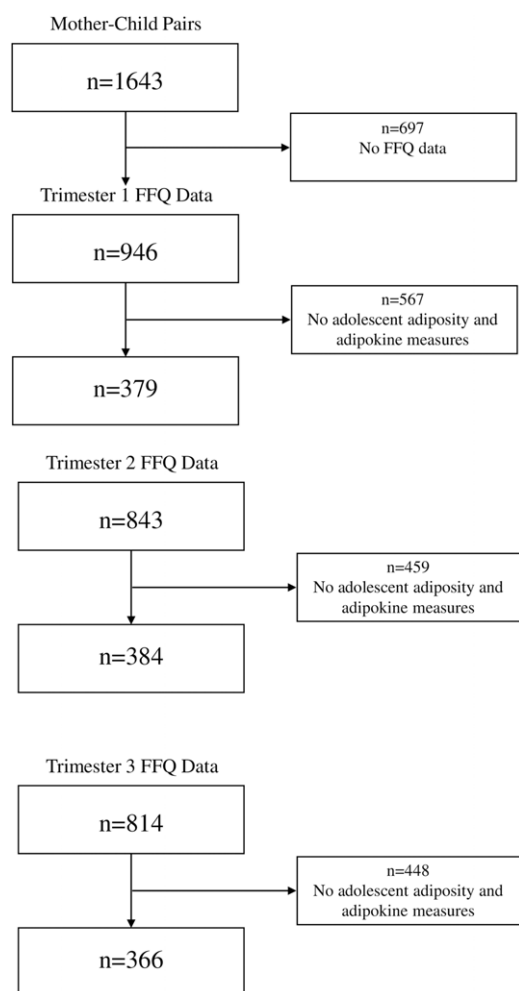 Mother-Child Pairs
n=1643
n=697
No FFQ data
Trimester 1 FFQ Data
n=946
n=567
No adolescent adiposity and
adipokine measures
n=379
Trimester 2 FFQ Data
n=843
n=459
No adolescent adiposity and
adipokine measures
n=384
Trimester 3 FFQ Data
n=814
n=448
No adolescent adiposity and
adipokine measures
n=366